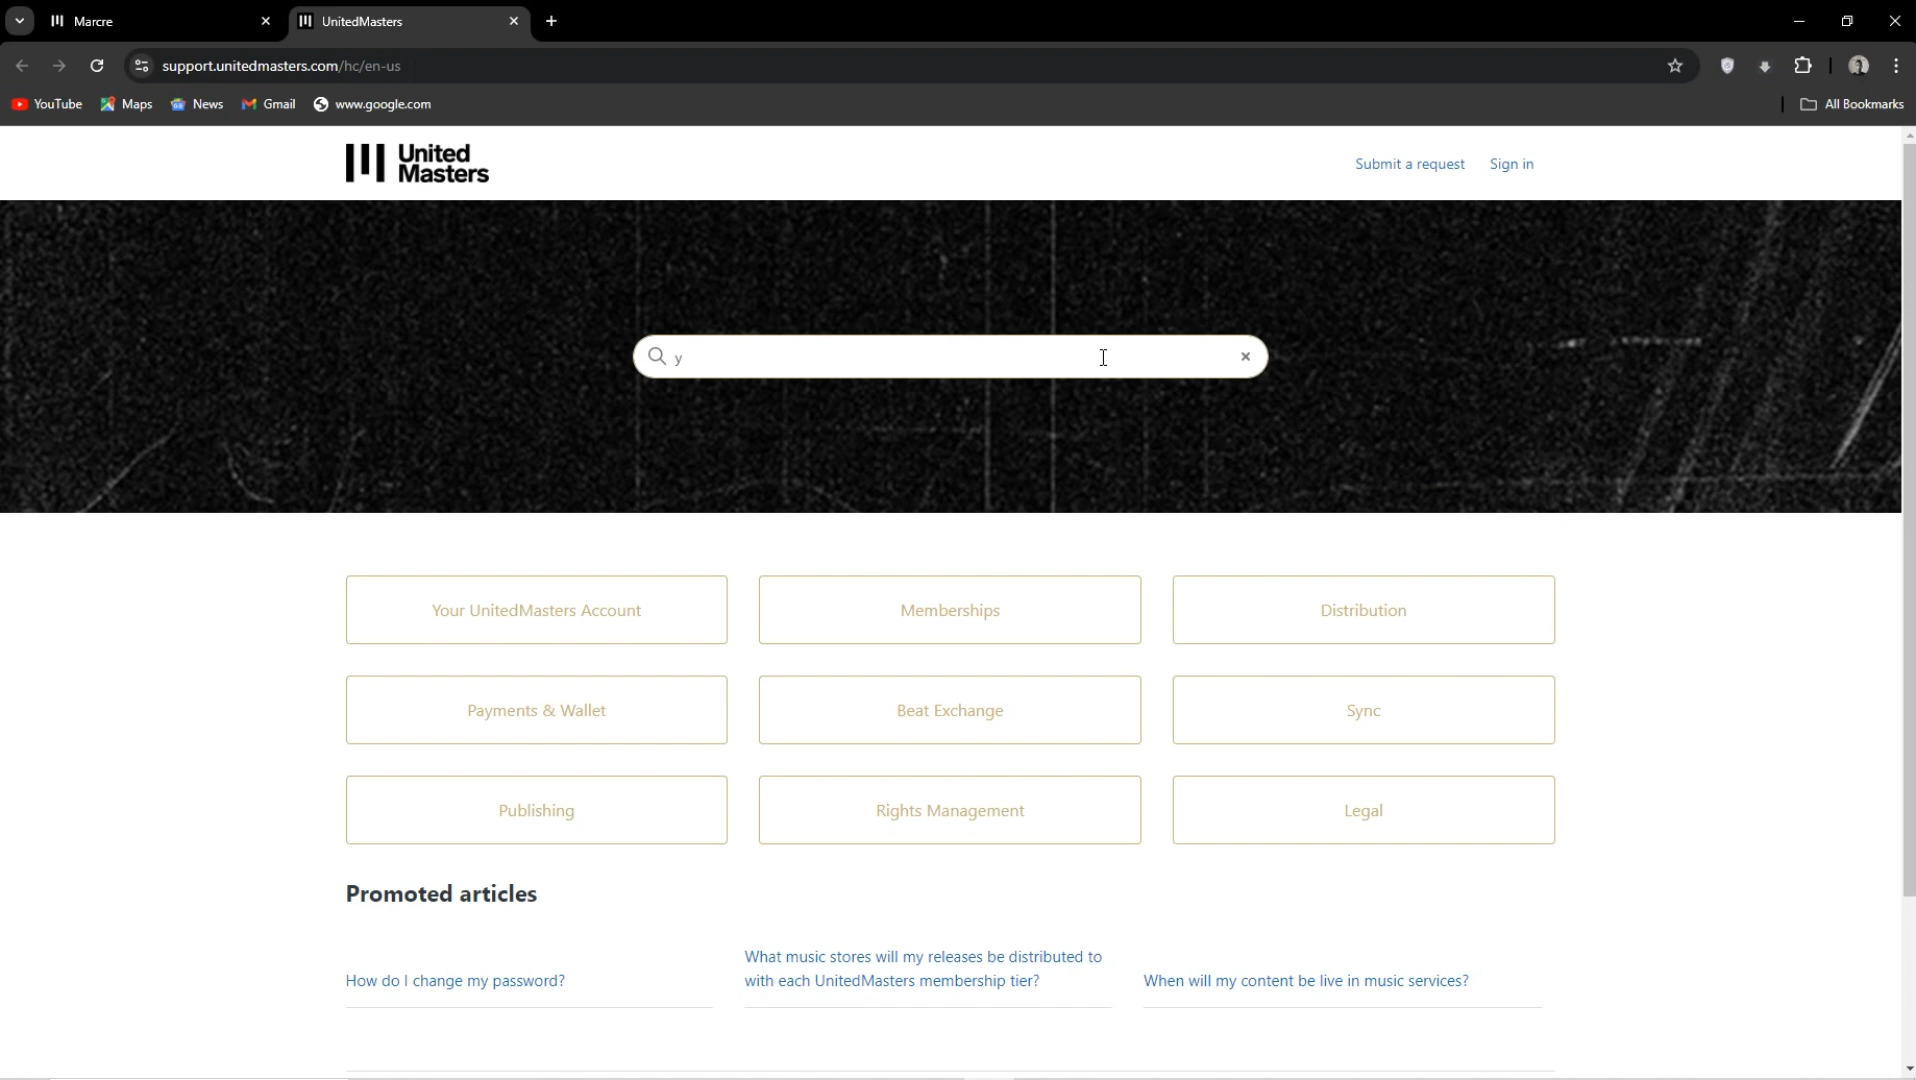 Marcre
UnitedMasters
support.unitedmasters.com/hc/en-us
YouTube
Maps
News
Gmail
www.google.com
All Bookmarks
United
Masters
Submit a request
Sign in
y
Your UnitedMasters Account
Memberships
Distribution
Payments & Wallet
Beat Exchange
Sync
Publishing
Rights Management
Legal
Promoted articles
How do I change my password?
What music stores will my releases be distributed to
with each UnitedMasters membership tier?
When will my content be live in music services?